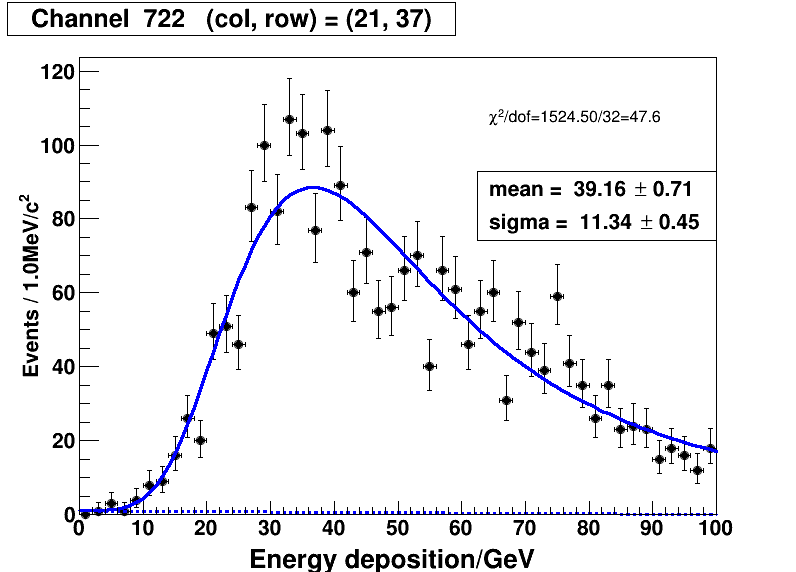 Channel 722 (col, row) = (21, 37)
120
χ²/dof=1524.50/32=47.6
100
mean = 39.16 ± 0.71
sigma = 11.34 ± 0.45
80
60
40
20
0
Events / 1.0MeV/c²
0 10 20 30 40 50 60 70 80 90 100
Energy deposition/GeV